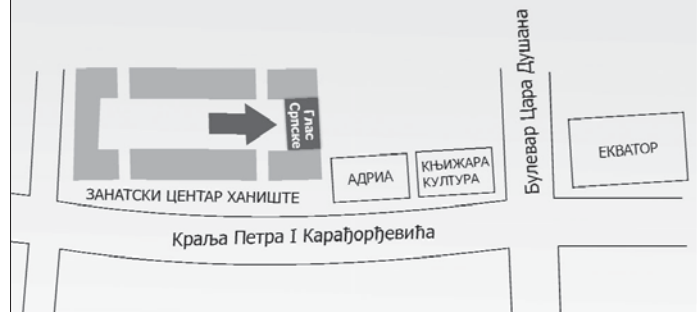 Булевар Цара Душана
Глас
Српске
АДРИА
КЊИЖАРА
КУЛТУРА
ЕКВАТОР
ЗАНАТСКИ ЦЕНТАР ХАНИШТЕ
Краља Петра I Карађорђевића